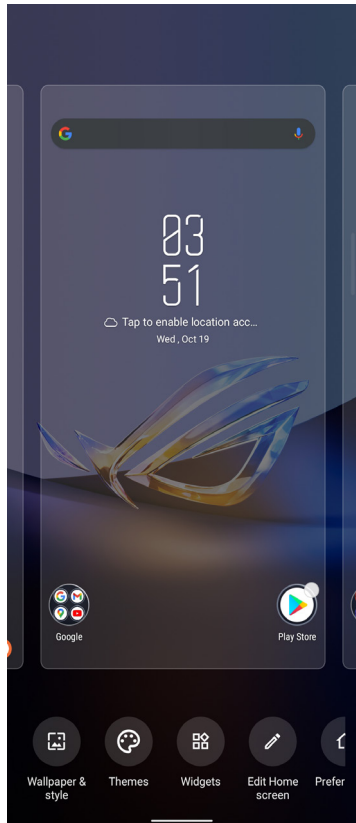 03
51
Tap to enable location acc...
Wed , Oct 19
Google
Play Store
Wallpaper &
style
Themes
Widgets
Edit Home
screen
Prefer